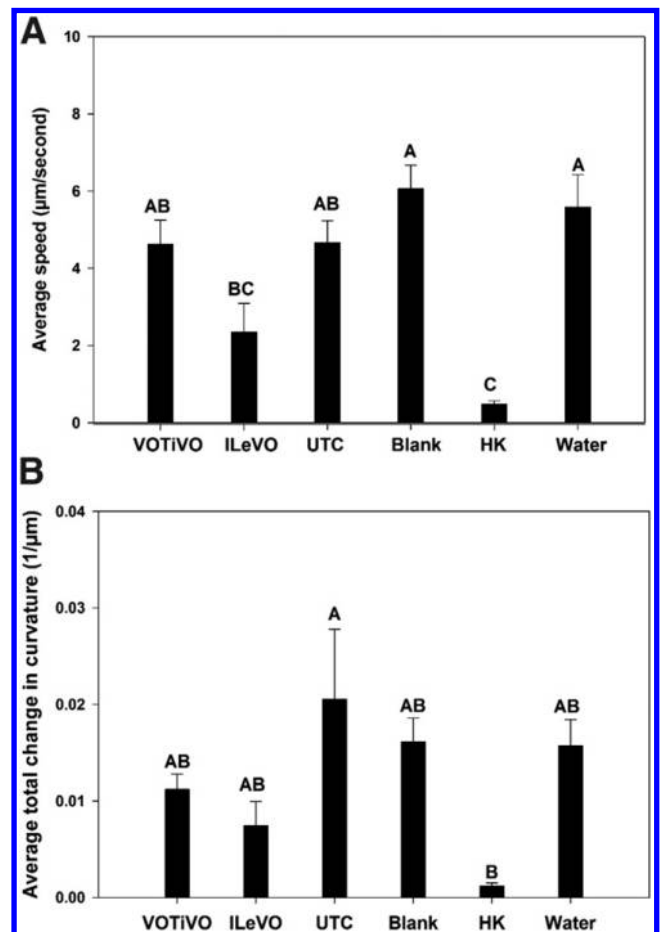 A
10
8
6
4
2
0
Average speed (µm/second)
AB
BC
AB
A
C
A
VOTiVO ILeVO UTC Blank HK Water
B
0.04
0.03
0.02
0.01
0.00
Average total change in curvature (1/µm)
AB
AB
A
AB
B
AB
VOTiVO ILeVO UTC Blank HK Water